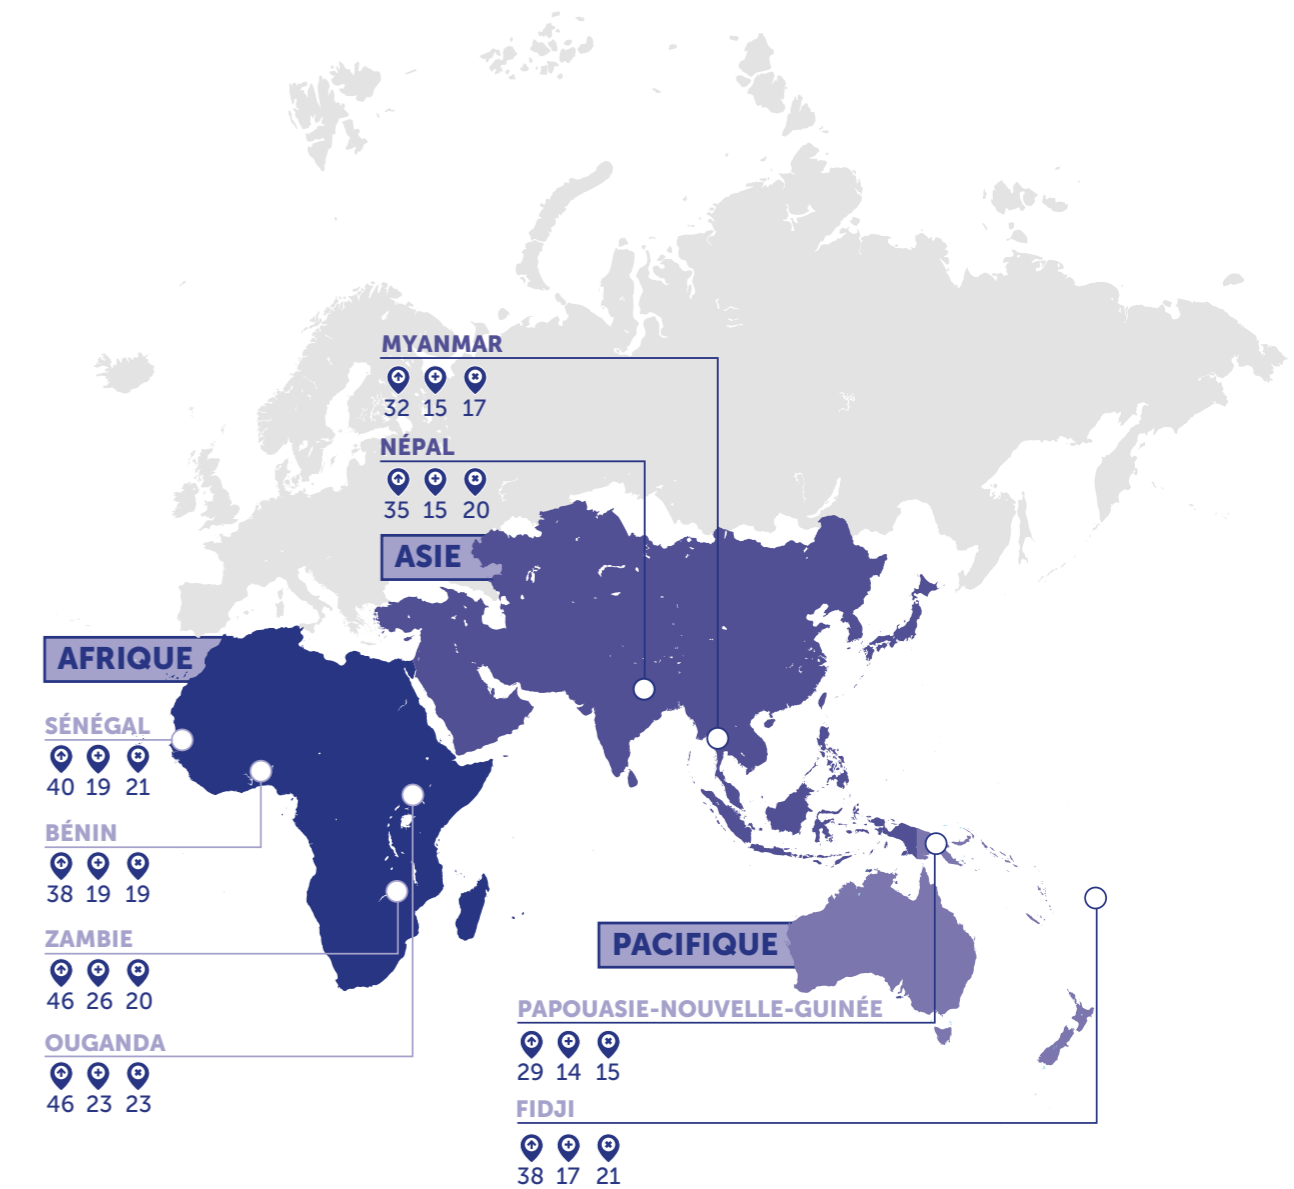 MYANMAR
32 15 17
NÉPAL
35 15 20
ASIE
AFRIQUE
SÉNÉGAL
40 19 21
BÉNIN
38 19 19
ZAMBIE
46 26 20
OUGANDA
46 23 23
PACIFIQUE
PAPOUASIE-NOUVELLE-GUINÉE
29 14 15
FIDJI
38 17 21